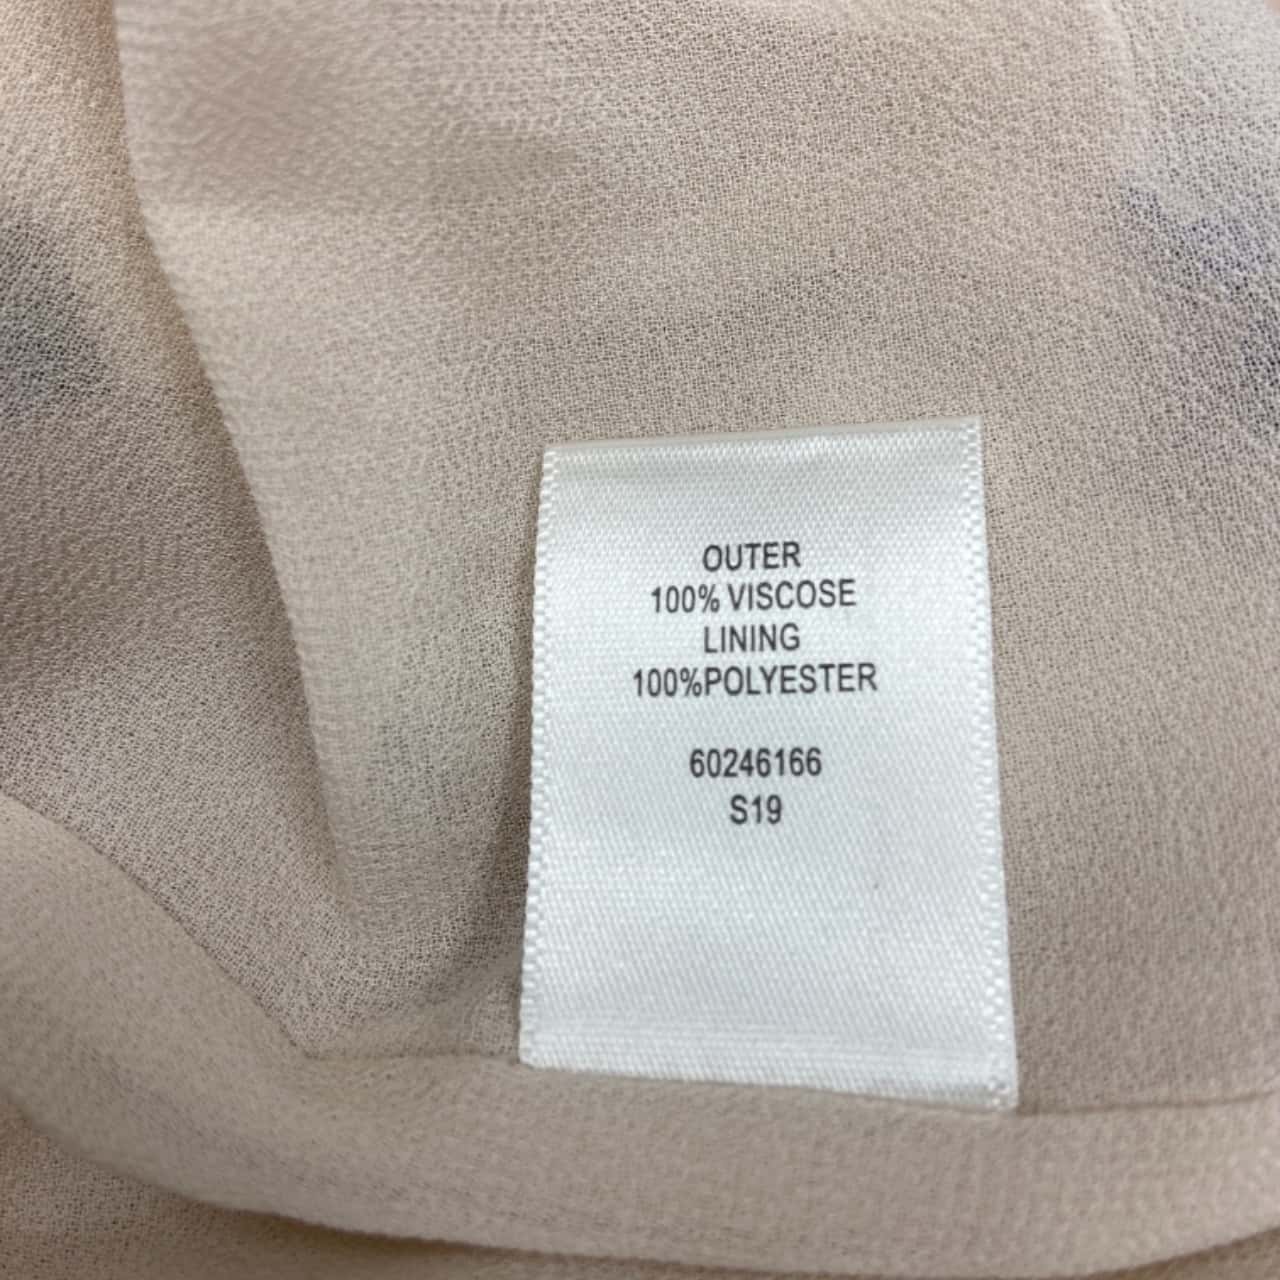 OUTER
100% VISCOSE
LINING
100%POLYESTER
60246166
S19